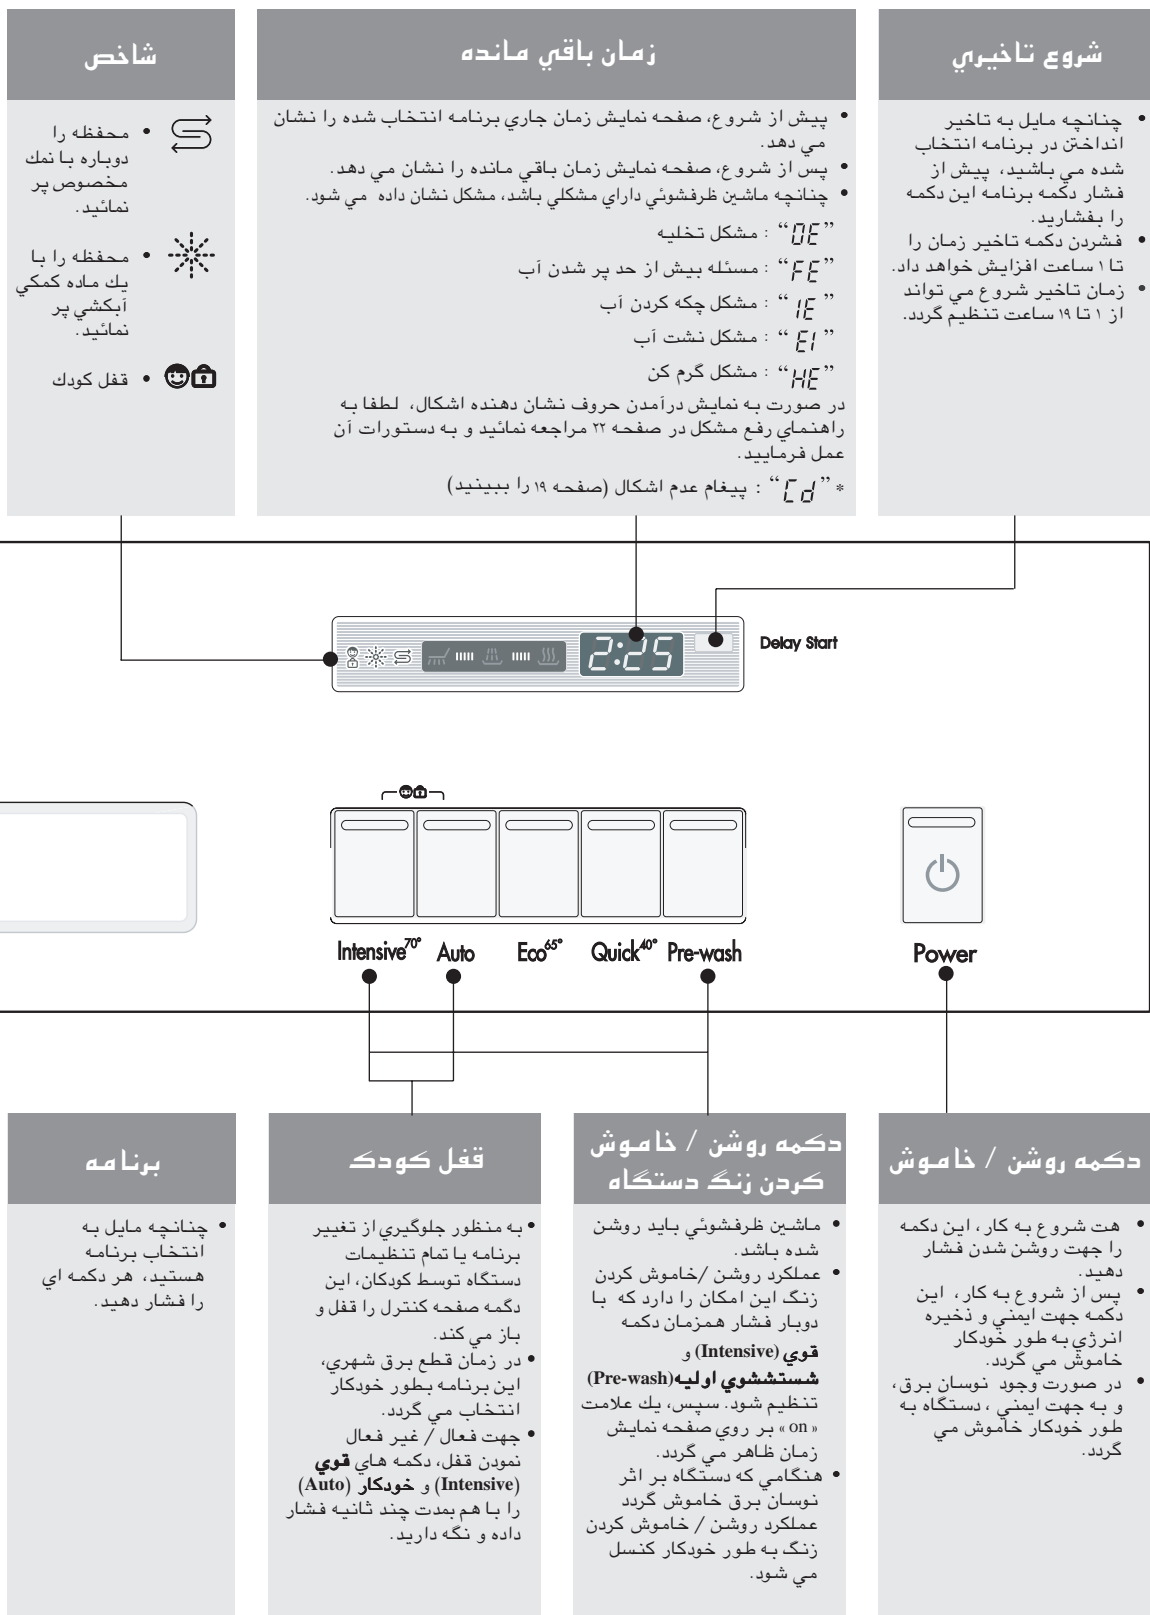 شروع تاخيري
• چنانچه مايل به تاخير
انداختن در برنامه انتخاب
شده مي باشيد، پيش از
فشار دكمه برنامه اين دكمه
را بفشاريد.
• فشردن دكمه تاخير زمان را
تا ۱ ساعت افزايش خواهد داد.
• زمان تاخير شروع مي تواند
از ۱ تا ۱۹ ساعت تنظيم گردد.
زمان باقي مانده
• پيش از شروع، صفحه نمايش زمان جاري برنامه انتخاب شده را نشان
مي دهد.
• پس از شروع، صفحه نمايش زمان باقي مانده را نشان مي دهد.
• چنانچه ماشين ظرفشوئي داراي مشكلي باشد، مشكل نشان داده مي شود.
”OE“ : مشكل تخليه
”FE“ : مسئله بيش از حد پر شدن آب
”IE“ : مشكل چكه كردن آب
”E1“ : مشكل نشت آب
”HE“ : مشكل گرم كن
در صورت به نمايش درآمدن حروف نشان دهنده اشكال، لطفا به
راهنماي رفع مشكل در صفحه ۲۲ مراجعه نمائيد و به دستورات آن
عمل فرماييد.
* ”Cd“ : پيغام عدم اشكال (صفحه ۱۹ را ببينيد)
شاخص
• محفظه را
دوباره با نمك
مخصوص پر
نمائيد.
• محفظه را با
يك ماده كمكي
آبكشي پر
نمائيد.
• قفل كودك
2:25
Delay Start
Intensive70° Auto Eco65° Quick40° Pre-wash
Power
دكمه روشن / خاموش
• هت شروع به كار، اين دكمه
را جهت روشن شدن فشار
دهيد.
• پس از شروع به كار، اين
دكمه جهت ايمني و ذخيره
انرژي به طور خودكار
خاموش مي گردد.
• در صورت وجود نوسان برق،
و به جهت ايمني، دستگاه به
طور خودكار خاموش مي
گردد.
دكمه روشن / خاموش
كردن زنگ دستگاه
• ماشين ظرفشوئي بايد روشن
شده باشد.
• عملكرد روشن /خاموش كردن
زنگ اين امكان را دارد كه با
دوبار فشار همزمان دكمه
قوي (Intensive) و
شستششوي اوليه(Pre-wash)
تنظيم شود. سپس، يك علامت
« on » بر روي صفحه نمايش
زمان ظاهر مي گردد.
• هنگامي كه دستگاه بر اثر
نوسان برق خاموش گردد
عملكرد روشن / خاموش كردن
زنگ به طور خودكار كنسل
مي شود.
قفل كودك
• به منظور جلوگيري از تغيير
برنامه يا تمام تنظيمات
دستگاه توسط كودكان، اين
دگمه صفحه كنترل را قفل و
باز مي كند.
• در زمان قطع برق شهري،
اين برنامه بطور خودكار
انتخاب مي گردد.
• جهت فعال / غير فعال
نمودن قفل، دكمه هاي قوي
(Intensive) و خودكار (Auto)
را با هم بمدت چند ثانيه فشار
داده و نگه داريد.
برنامه
• چنانچه مايل به
انتخاب برنامه
هستيد، هر دكمه اي
را فشار دهيد.